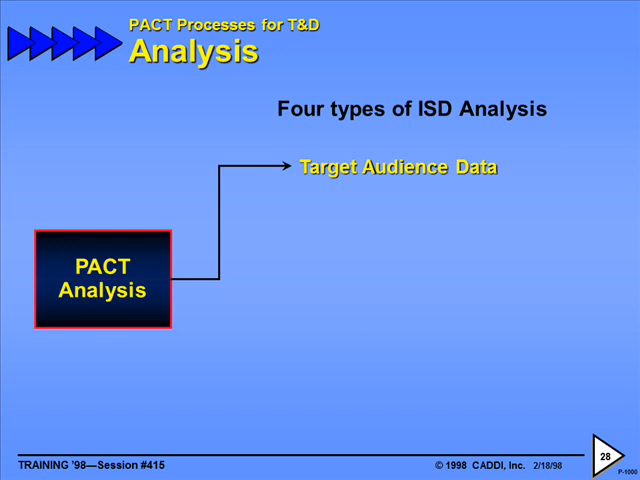 PACT Processes for T&D
Analysis
Four types of ISD Analysis
Target Audience Data
PACT
Analysis
TRAINING '98—Session #415
© 1998 CADDI, Inc. 2/18/98
28
P-1000